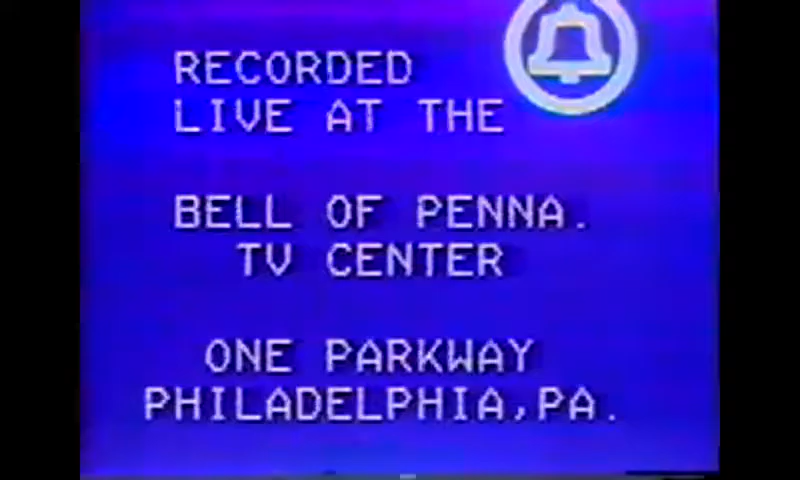 RECORDED
LIVE AT THE
BELL OF PENNA.
TV CENTER
ONE PARKWAY
PHILADELPHIA,PA.